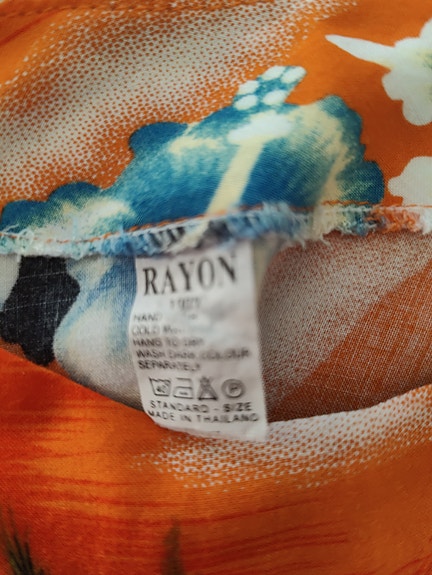 RAYON
HAND
COLD
HANG TO DRY
WASH DARK COLOUR
SEPARATELY
STANDARD - SIZE
MADE IN THAILAND